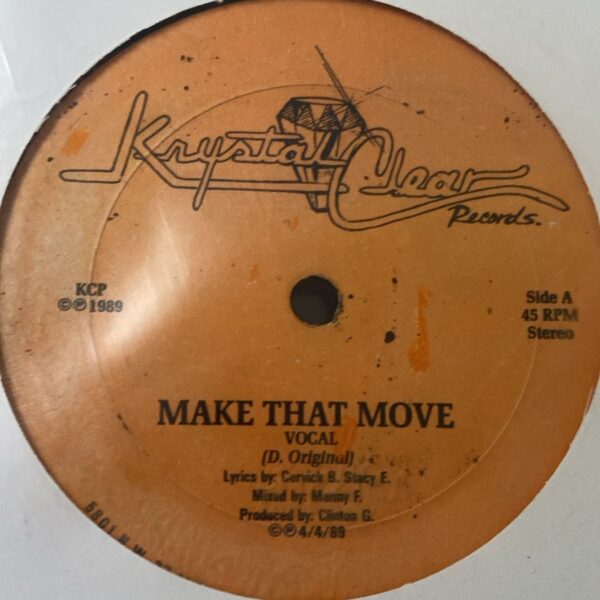 Krystal Clear
Records.
KCP
©℗1989
Side A
45 RPM
Stereo
MAKE THAT MOVE
VOCAL
(D. Original)
Lyrics by: Corvick B. Stacy E.
Mixed by: Manny F.
Produced by: Clinton G.
©℗4/4/89
5801 N.W.